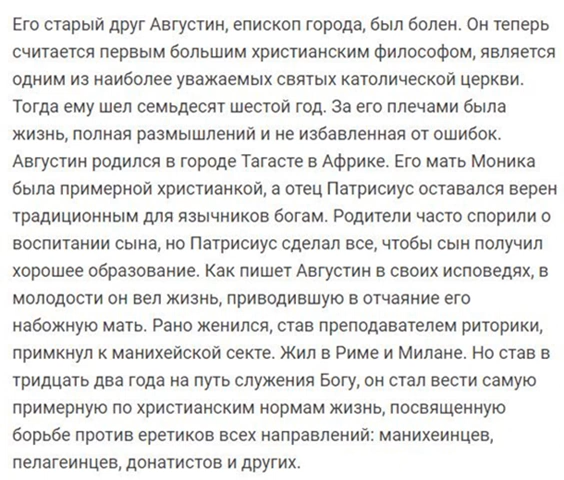 Его старый друг Августин, епископ города, был болен. Он теперь
считается первым большим христианским философом, является
одним из наиболее уважаемых святых католической церкви.
Тогда ему шел семьдесят шестой год. За его плечами была
жизнь, полная размышлений и не избавленная от ошибок.
Августин родился в городе Тагасте в Африке. Его мать Моника
была примерной христианкой, а отец Патрисиус оставался верен
традиционным для язычников богам. Родители часто спорили о
воспитании сына, но Патрисиус сделал все, чтобы сын получил
хорошее образование. Как пишет Августин в своих исповедях, в
молодости он вел жизнь, приводившую в отчаяние его
набожную мать. Рано женился, став преподавателем риторики,
примкнул к манихейской секте. Жил в Риме и Милане. Но став в
тридцать два года на путь служения Богу, он стал вести самую
примерную по христианским нормам жизнь, посвященную
борьбе против еретиков всех направлений: манихеинцев,
пелагеинцев, донатистов и других.